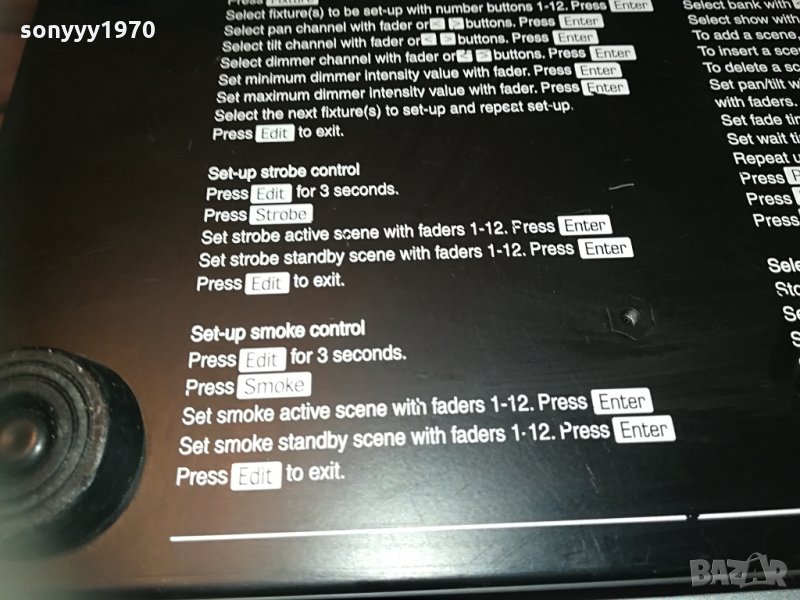 sonyyy1970
Press Fixture
Select fixture(s) to be set-up with number buttons 1-12. Press Enter
Select pan channel with fader or < > buttons. Press Enter
Select tilt channel with fader or < > buttons. Press Enter
Select dimmer channel with fader or < > buttons. Press Enter
Set minimum dimmer intensity value with fader. Press Enter
Set maximum dimmer intensity value with fader. Press Enter
Select the next fixture(s) to set-up and repeat set-up.
Press Edit to exit.
Set-up strobe control
Press Edit for 3 seconds.
Press Strobe
Set strobe active scene with faders 1-12. Press Enter
Set strobe standby scene with faders 1-12. Press Enter
Press Edit to exit.
Set-up smoke control
Press Edit for 3 seconds.
Press Smoke
Set smoke active scene with faders 1-12. Press Enter
Set smoke standby scene with faders 1-12. Press Enter
Press Edit to exit.
Select bank with
Select show with
To add a scene,
To insert a scen
To delete a sc
Set pan/tilt w
with faders.
Set fade tin
Set wait ti
Repeat u
Press
Press
Press
Sele
Sto
Se
S
BAZAR